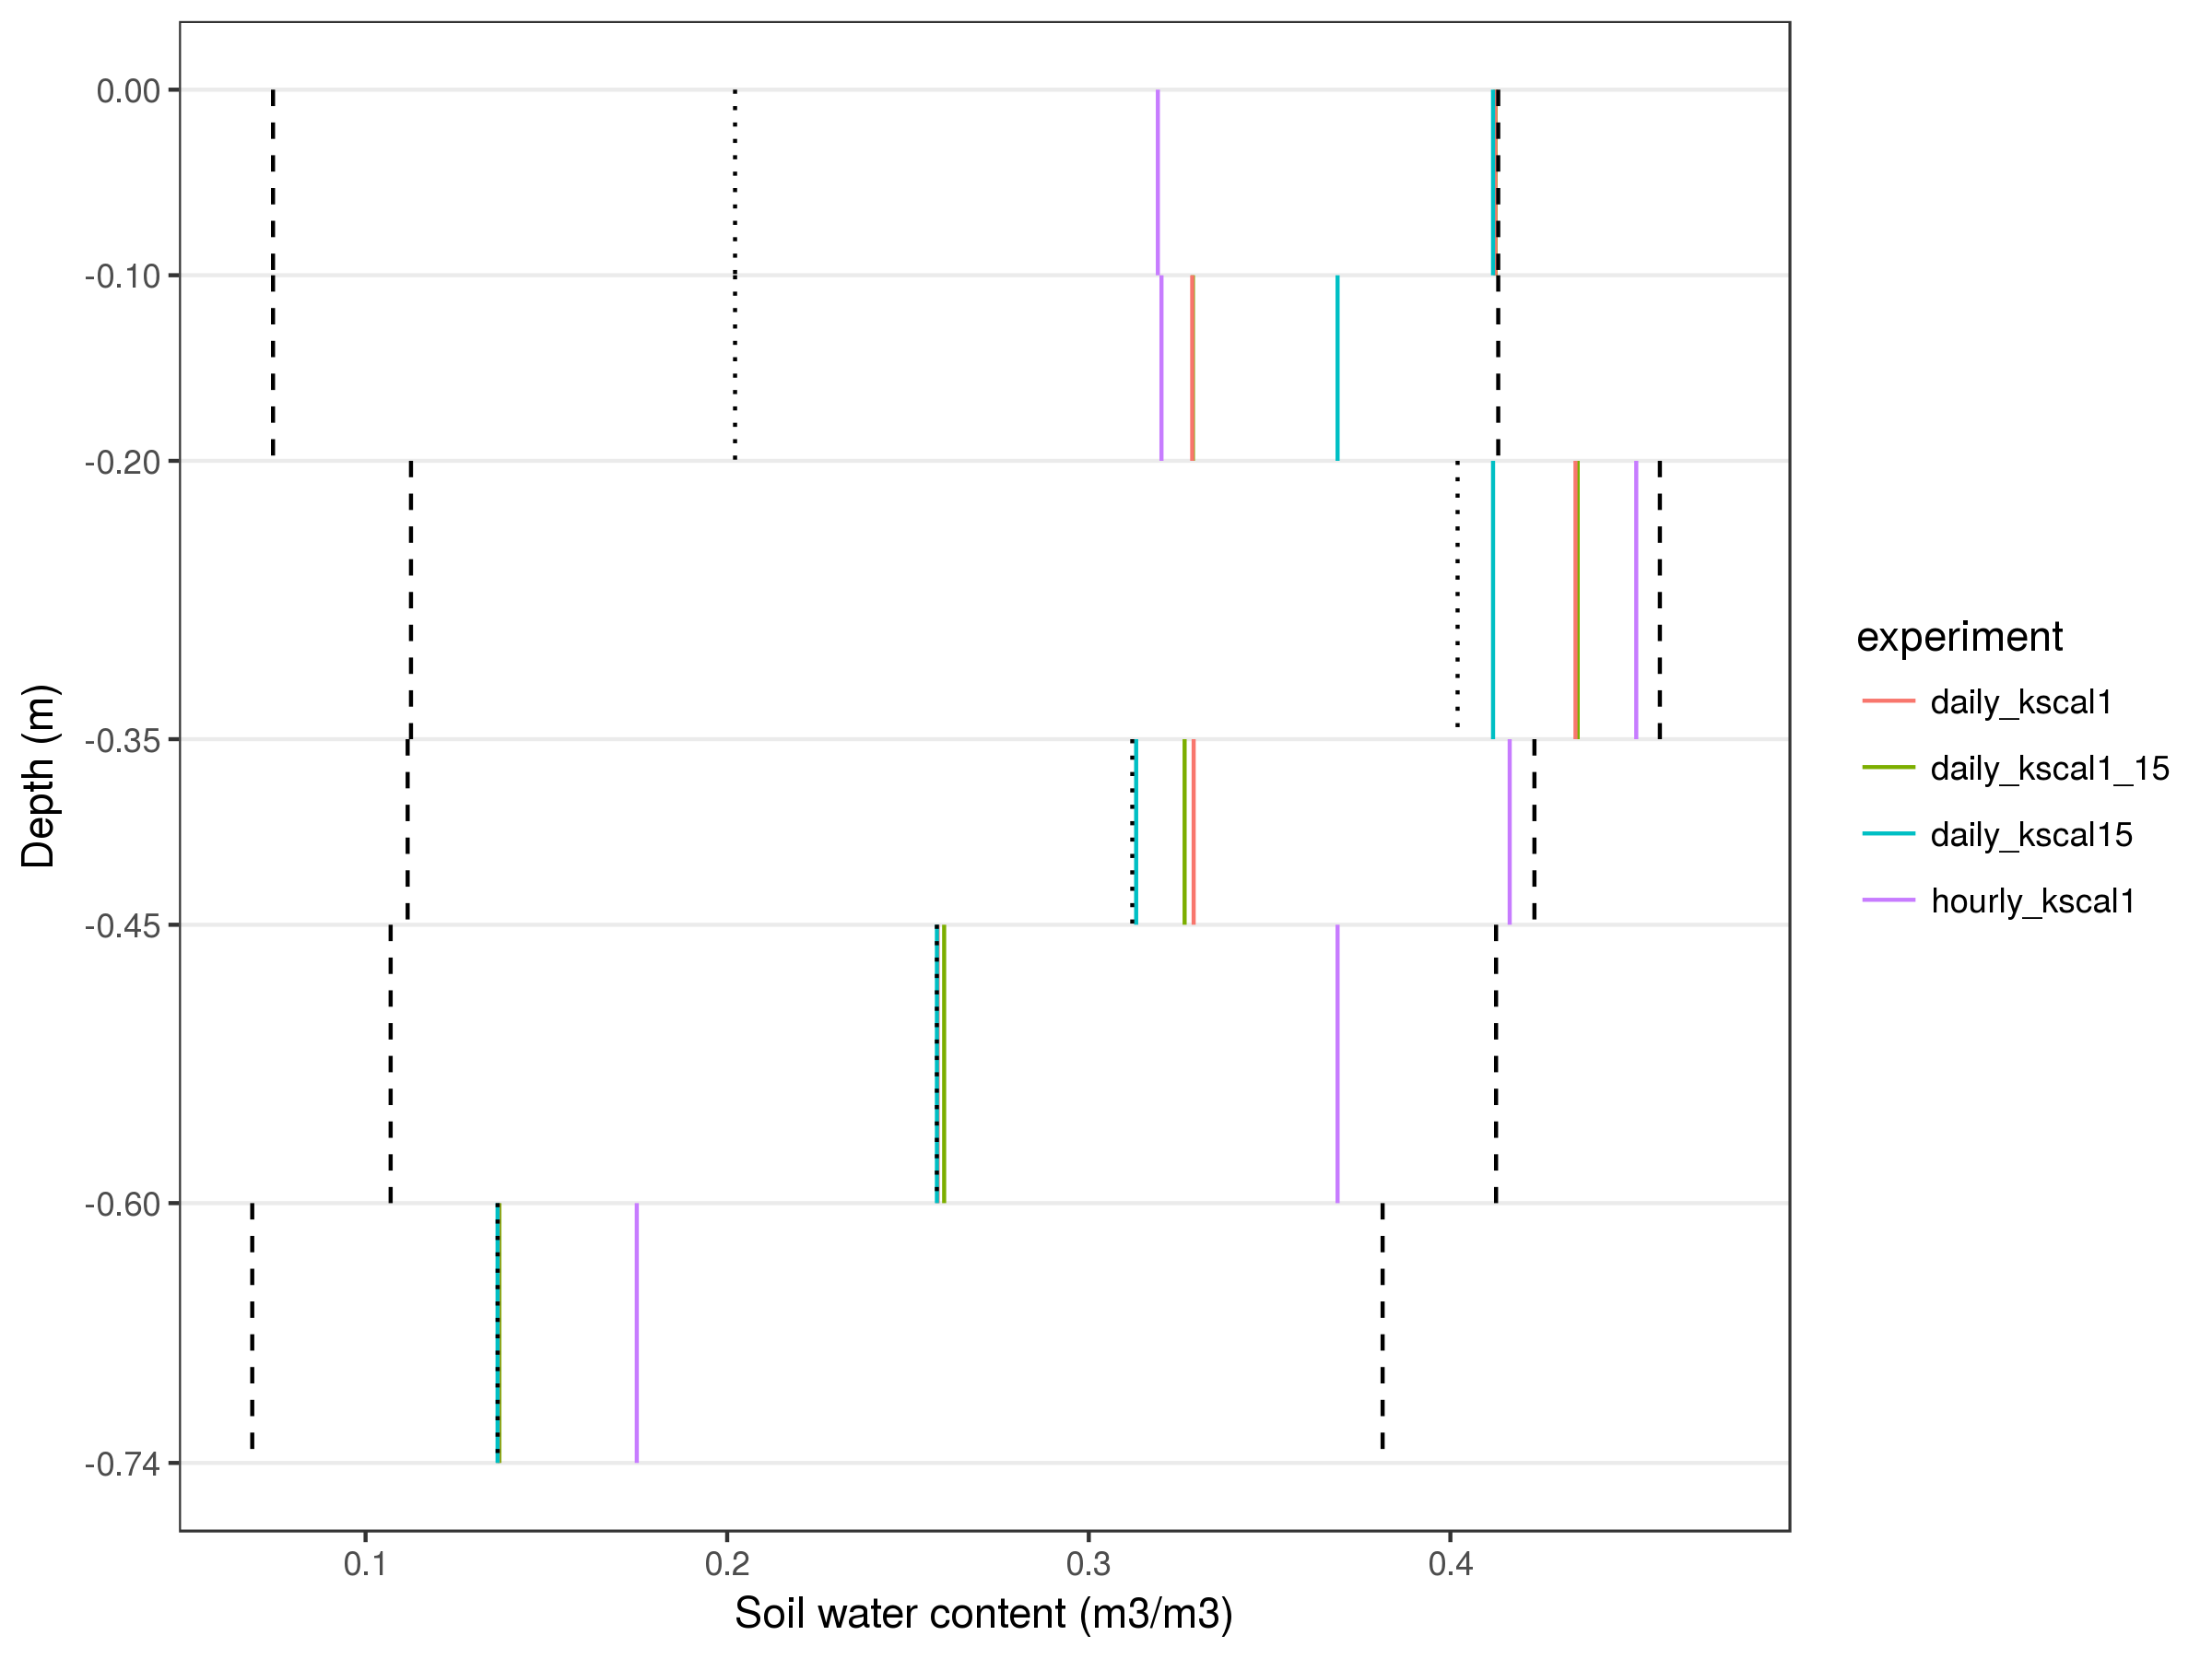 0.00
-0.10
-0.20
-0.35
-0.45
-0.60
-0.74
Depth (m)
0.1 0.2 0.3 0.4
Soil water content (m3/m3)
experiment
daily_kscal1
daily_kscal1_15
daily_kscal15
hourly_kscal1